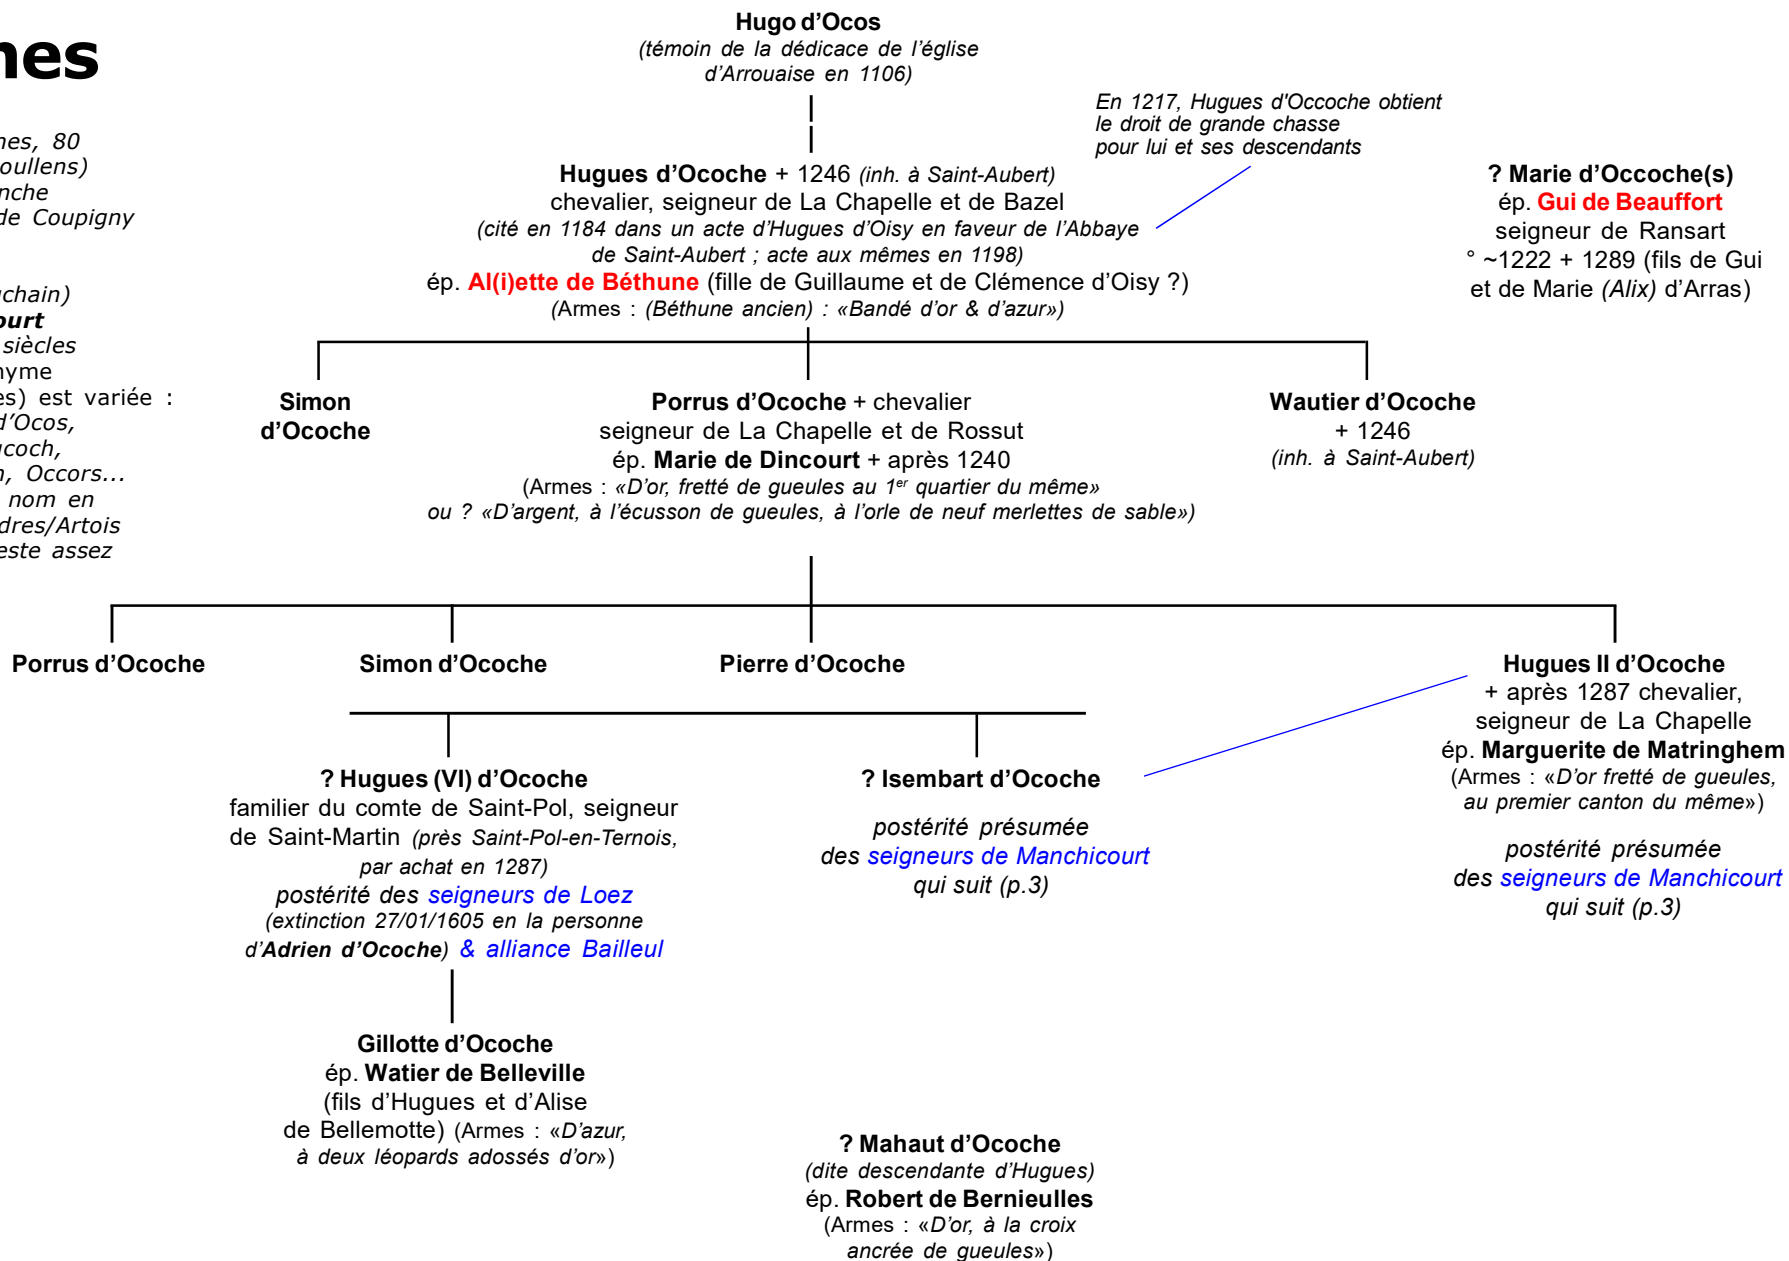 Hugo d’Ocos
(témoin de la dédicace de l’église
d’Arrouaise en 1106)
En 1217, Hugues d'Occoche obtient
le droit de grande chasse
pour lui et ses descendants
Hugues d’Ocoche + 1246 (inh. à Saint-Aubert)
chevalier, seigneur de La Chapelle et de Bazel
(cité en 1184 dans un acte d’Hugues d’Oisy en faveur de l’Abbaye
de Saint-Aubert ; acte aux mêmes en 1198)
ép. Al(i)ette de Béthune (fille de Guillaume et de Clémence d’Oisy ?)
(Armes : (Béthune ancien) : «Bandé d’or & d’azur»)
? Marie d’Occoche(s)
ép. Gui de Beauffort
seigneur de Ransart
° ~1222 + 1289 (fils de Gui
et de Marie (Alix) d’Arras)
nes, 80
oullens)
nche
de Coupigny
chain)
ourt
siècles
nyme
es) est variée :
d’Ocos,
coch,
n, Occors...
nom en
dres/Artois
este assez
Simon
d’Ocoche
Porrus d’Ocoche + chevalier
seigneur de La Chapelle et de Rossut
ép. Marie de Dincourt + après 1240
(Armes : «D’or, fretté de gueules au 1er quartier du même»
ou ? «D’argent, à l’écusson de gueules, à l’orle de neuf merlettes de sable»)
Wautier d’Ocoche
+ 1246
(inh. à Saint-Aubert)
Porrus d’Ocoche
Simon d’Ocoche
Pierre d’Ocoche
Hugues II d’Ocoche
+ après 1287 chevalier,
seigneur de La Chapelle
ép. Marguerite de Matringhem
(Armes : «D’or fretté de gueules,
au premier canton du même»)
postérité présumée
des seigneurs de Manchicourt
qui suit (p.3)
? Hugues (VI) d’Ocoche
familier du comte de Saint-Pol, seigneur
de Saint-Martin (près Saint-Pol-en-Ternois,
par achat en 1287)
postérité des seigneurs de Loez
(extinction 27/01/1605 en la personne
d’Adrien d’Ocoche) & alliance Bailleul
? Isembart d’Ocoche
postérité présumée
des seigneurs de Manchicourt
qui suit (p.3)
Gillotte d’Ocoche
ép. Watier de Belleville
(fils d’Hugues et d’Alise
de Bellemotte) (Armes : «D’azur,
à deux léopards adossés d’or»)
? Mahaut d’Ocoche
(dite descendante d’Hugues)
ép. Robert de Bernieulles
(Armes : «D’or, à la croix
ancrée de gueules»)